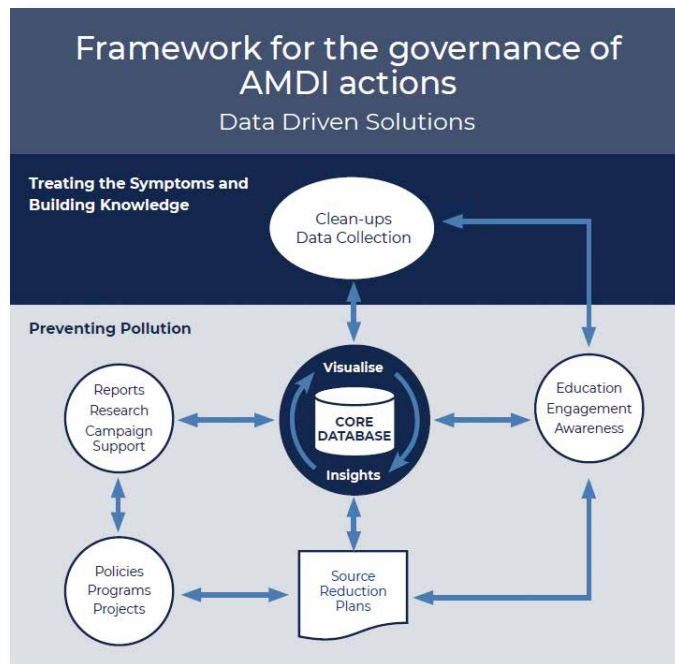 Framework for the governance of
AMDI actions
Data Driven Solutions
Treating the Symptoms and
Building Knowledge
Clean-ups
Data Collection
Preventing Pollution
Reports
Research
Campaign
Support
Visualise
CORE
DATABASE
Insights
Education
Engagement
Awareness
Policies
Programs
Projects
Source
Reduction
Plans